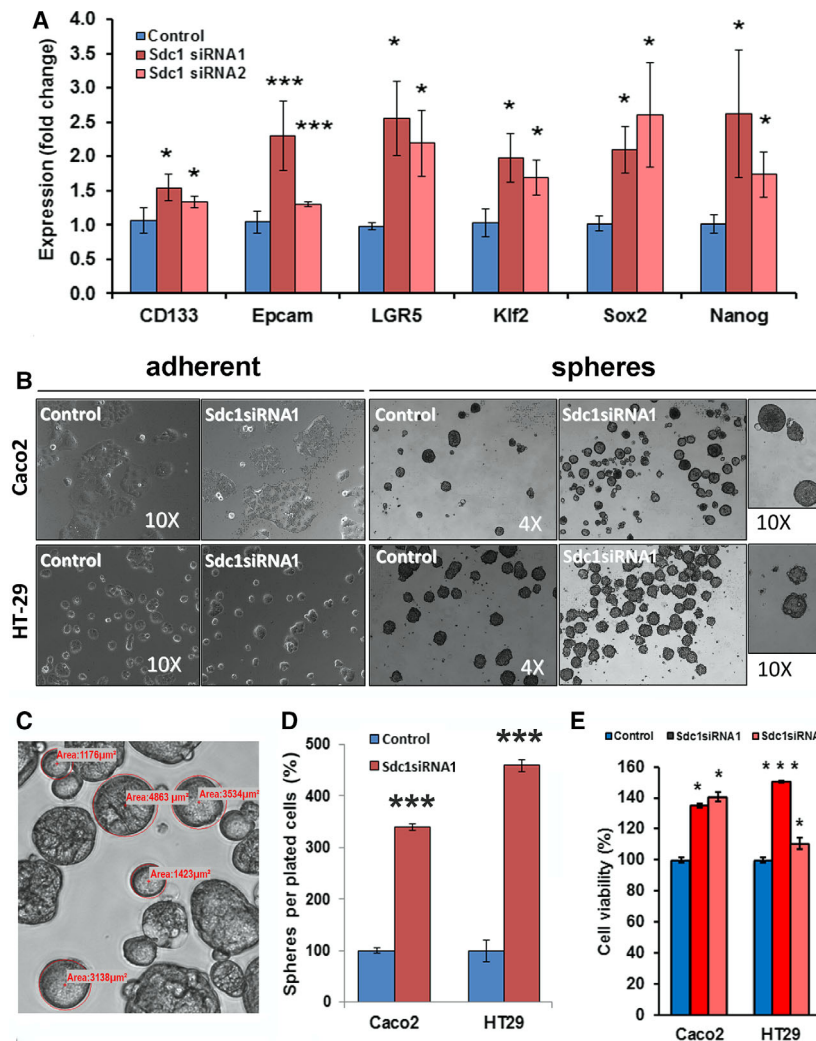 A
Control
Sdc1 siRNA1
Sdc1 siRNA2
Expression (fold change)
4.0
3.5
3.0
2.5
2.0
1.5
1.0
0.5
0.0
*
*
***
***
*
*
*
*
*
*
*
*
CD133 Epcam LGR5 Klf2 Sox2 Nanog
B
adherent spheres
Caco2
Control
10X
Sdc1siRNA1
Control
4X
Sdc1siRNA1
10X
HT-29
Control
10X
Sdc1siRNA1
Control
4X
Sdc1siRNA1
10X
C
Area:1176µm²
Area:4863 µm²
Area:3534µm²
Area:1423µm²
Area:3138µm²
D
Control
Sdc1siRNA1
Spheres per plated cells (%)
500
400
300
200
100
0
***
***
Caco2 HT29
E
Control Sdc1siRNA1 Sdc1siRNA
Cell viability (%)
160
140
120
100
80
60
40
20
0
*
*
* * *
*
Caco2 HT29